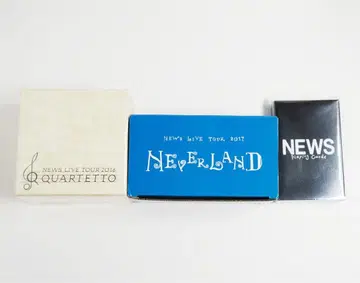 NEWS LIVE TOUR 2016
QUARTETTO
NEWS LIVE TOUR 2017
NEVERLAND
NEWS
Playing Cards